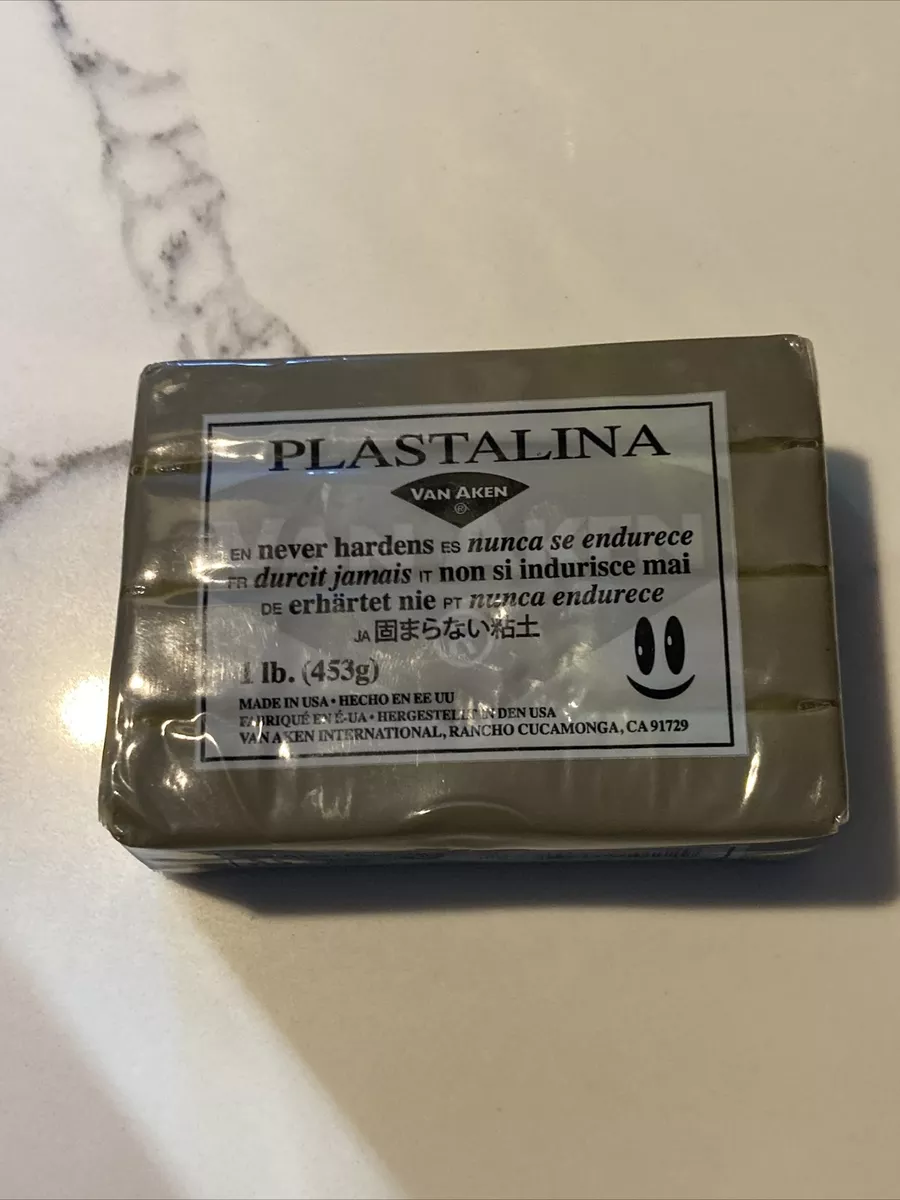 PLASTALINA
VAN AKEN
®
EN never hardens ES nunca se endurece
FR durcit jamais IT non si indurisce mai
DE erhärtet nie PT nunca endurece
JA 固まらない粘土
1 lb. (453g)
MADE IN USA • HECHO EN EE UU
FABRIQUÉ EN É-UA • HERGESTELLT IN DEN USA
VAN AKEN INTERNATIONAL, RANCHO CUCAMONGA, CA 91729